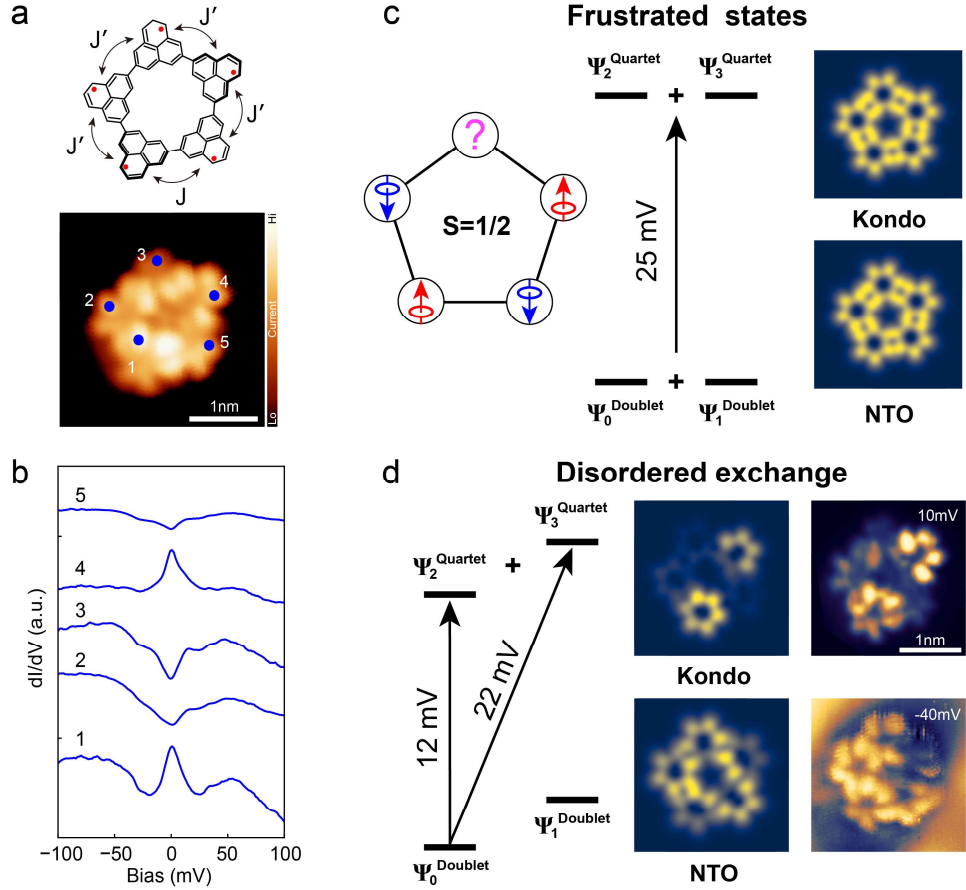 a
J′
J′
J′
J′
J
Hi
Current
Lo
3
4
2
1
5
1nm
b
5
4
3
2
1
dI/dV (a.u.)
−100
−50
0
50
100
Bias (mV)
c
Frustrated states
Ψ2Quartet
Ψ3Quartet
+
?
S=1/2
25 mV
+
Ψ0Doublet
Ψ1Doublet
Kondo
NTO
d
Disordered exchange
Ψ3Quartet
Ψ2Quartet
+
12 mV
22 mV
Ψ1Doublet
Ψ0Doublet
10mV
1nm
Kondo
-40mV
NTO